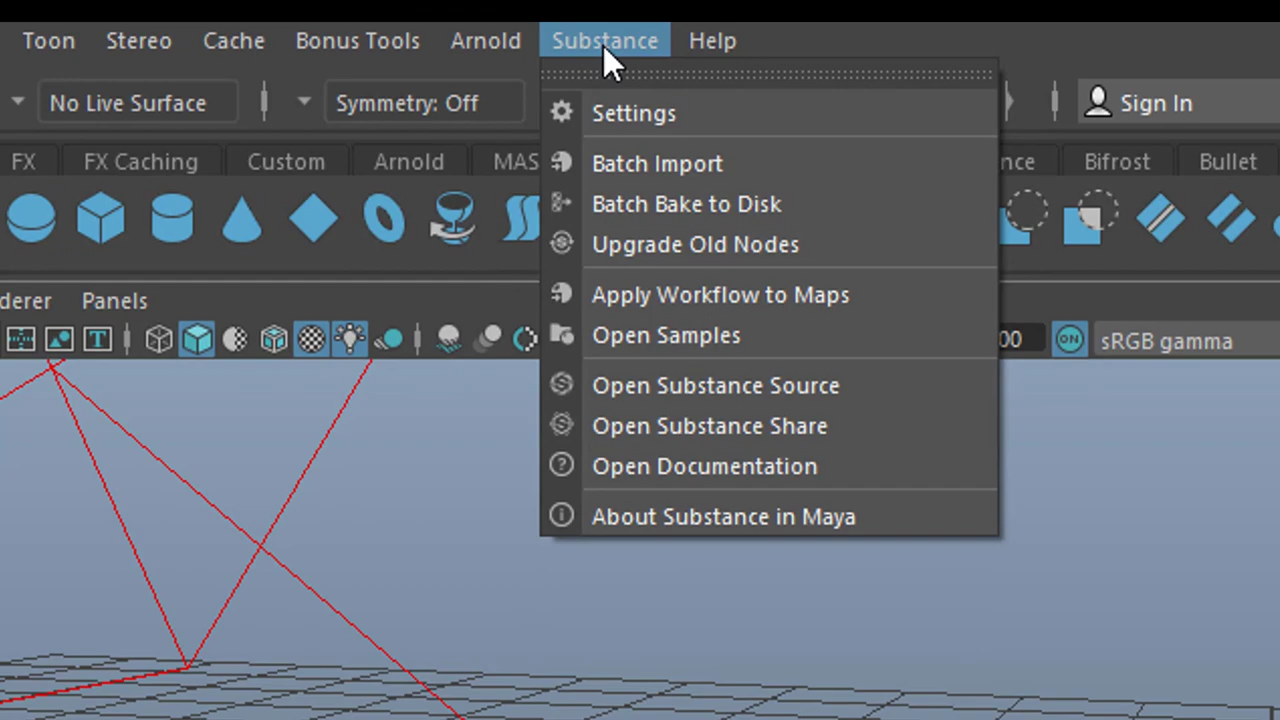 Toon Stereo Cache Bonus Tools Arnold Substance Help
No Live Surface Symmetry: Off Sign In
FX FX Caching Custom Arnold MAS nce Bifrost Bullet
derer Panels
T 00 ON sRGB gamma
Settings
Batch Import
Batch Bake to Disk
Upgrade Old Nodes
Apply Workflow to Maps
Open Samples
Open Substance Source
Open Substance Share
Open Documentation
About Substance in Maya